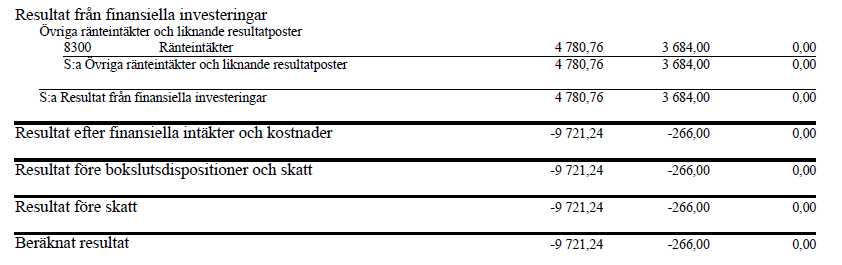 Resultat från finansiella investeringar
Övriga ränteintäkter och liknande resultatposter
8300 Ränteintäkter 4 780,76 3 684,00 0,00
S:a Övriga ränteintäkter och liknande resultatposter 4 780,76 3 684,00 0,00
S:a Resultat från finansiella investeringar 4 780,76 3 684,00 0,00
Resultat efter finansiella intäkter och kostnader -9 721,24 -266,00 0,00
Resultat före bokslutsdispositioner och skatt -9 721,24 -266,00 0,00
Resultat före skatt -9 721,24 -266,00 0,00
Beräknat resultat -9 721,24 -266,00 0,00